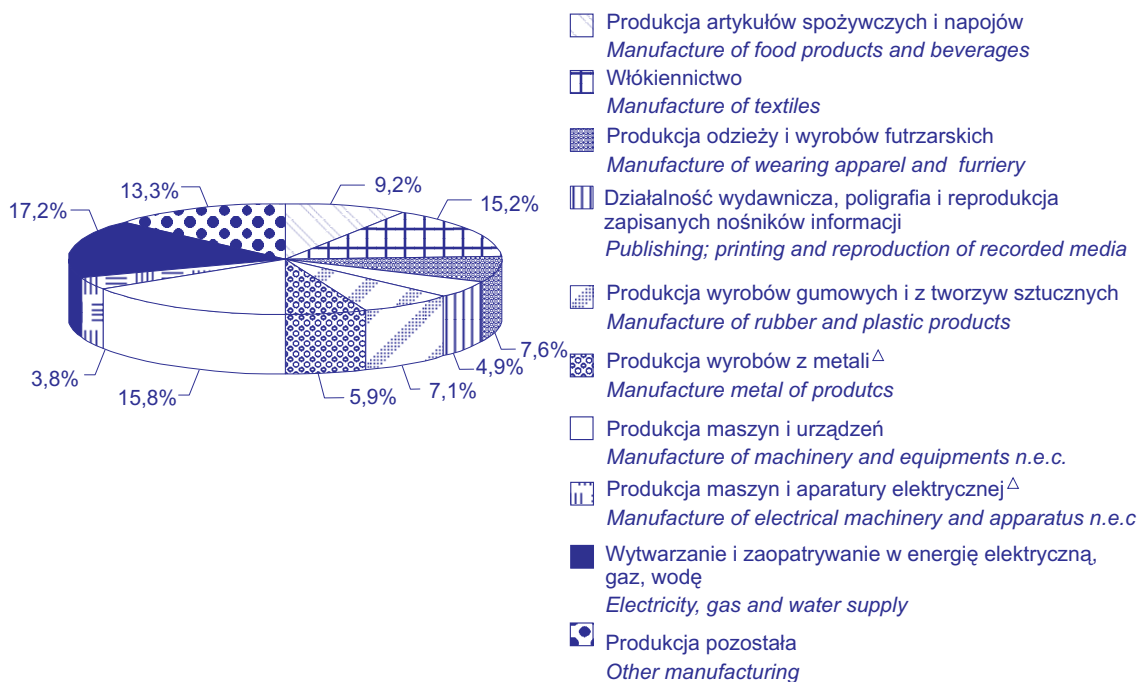 Produkcja artykułów spożywczych i napojów
Manufacture of food products and beverages
Włókiennictwo
Manufacture of textiles
Produkcja odzieży i wyrobów futrzarskich
Manufacture of wearing apparel and furriery
Działalność wydawnicza, poligrafia i reprodukcja
zapisanych nośników informacji
Publishing; printing and reproduction of recorded media
Produkcja wyrobów gumowych i z tworzyw sztucznych
Manufacture of rubber and plastic products
Produkcja wyrobów z metali△
Manufacture metal of produtcs
Produkcja maszyn i urządzeń
Manufacture of machinery and equipments n.e.c.
Produkcja maszyn i aparatury elektrycznej△
Manufacture of electrical machinery and apparatus n.e.c
Wytwarzanie i zaopatrywanie w energię elektryczną,
gaz, wodę
Electricity, gas and water supply
Produkcja pozostała
Other manufacturing
9,2%
15,2%
7,6%
4,9%
7,1%
5,9%
15,8%
3,8%
17,2%
13,3%